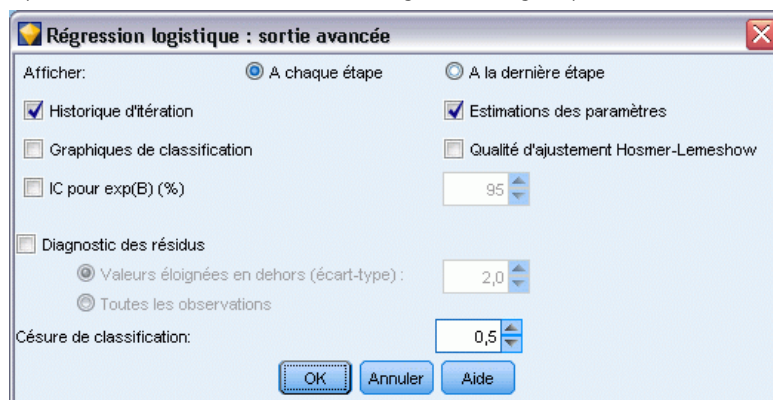 Régression logistique : sortie avancée
Afficher: A chaque étape A la dernière étape
Historique d'itération Estimations des paramètres
Graphiques de classification Qualité d'ajustement Hosmer-Lemeshow
IC pour exp(B) (%) 95
Diagnostic des résidus
Valeurs éloignées en dehors (écart-type) : 2,0
Toutes les observations
Césure de classification: 0,5
OK Annuler Aide